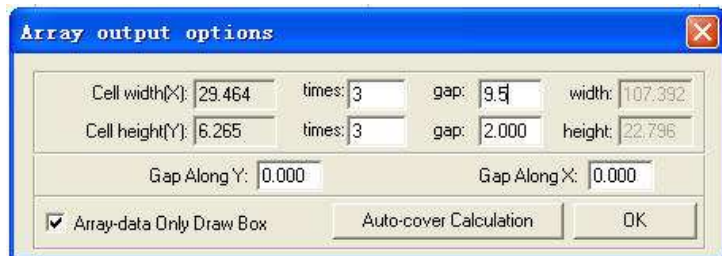 Array output options
Cell width(X): 29.464 times: 3 gap: 9.5 width: 107.392
Cell height(Y): 6.265 times: 3 gap: 2.000 height: 22.796
Gap Along Y: 0.000 Gap Along X: 0.000
Array-data Only Draw Box Auto-cover Calculation OK